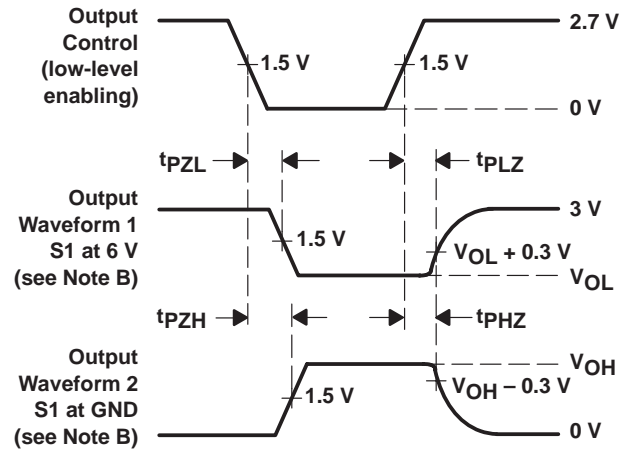 Output
Control
(low-level
enabling)
1.5 V
1.5 V
2.7 V
0 V
tPZL
tPLZ
Output
Waveform 1
S1 at 6 V
(see Note B)
1.5 V
3 V
VOL + 0.3 V
VOL
tPZH
tPHZ
Output
Waveform 2
S1 at GND
(see Note B)
1.5 V
VOH
VOH – 0.3 V
0 V